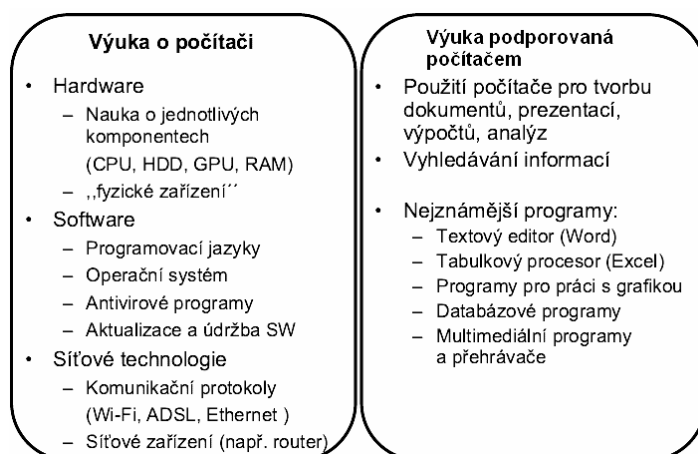 Výuka o počítači
• Hardware
– Nauka o jednotlivých
komponentech
(CPU, HDD, GPU, RAM)
– ,,fyzické zařízení´´
• Software
– Programovací jazyky
– Operační systém
– Antivirové programy
– Aktualizace a údržba SW
• Síťové technologie
– Komunikační protokoly
(Wi-Fi, ADSL, Ethernet )
– Síťové zařízení (např. router)
Výuka podporovaná
počítačem
• Použití počítače pro tvorbu
dokumentů, prezentací,
výpočtů, analýz
• Vyhledávání informací
• Nejznámější programy:
– Textový editor (Word)
– Tabulkový procesor (Excel)
– Programy pro práci s grafikou
– Databázové programy
– Multimediální programy
a přehrávače